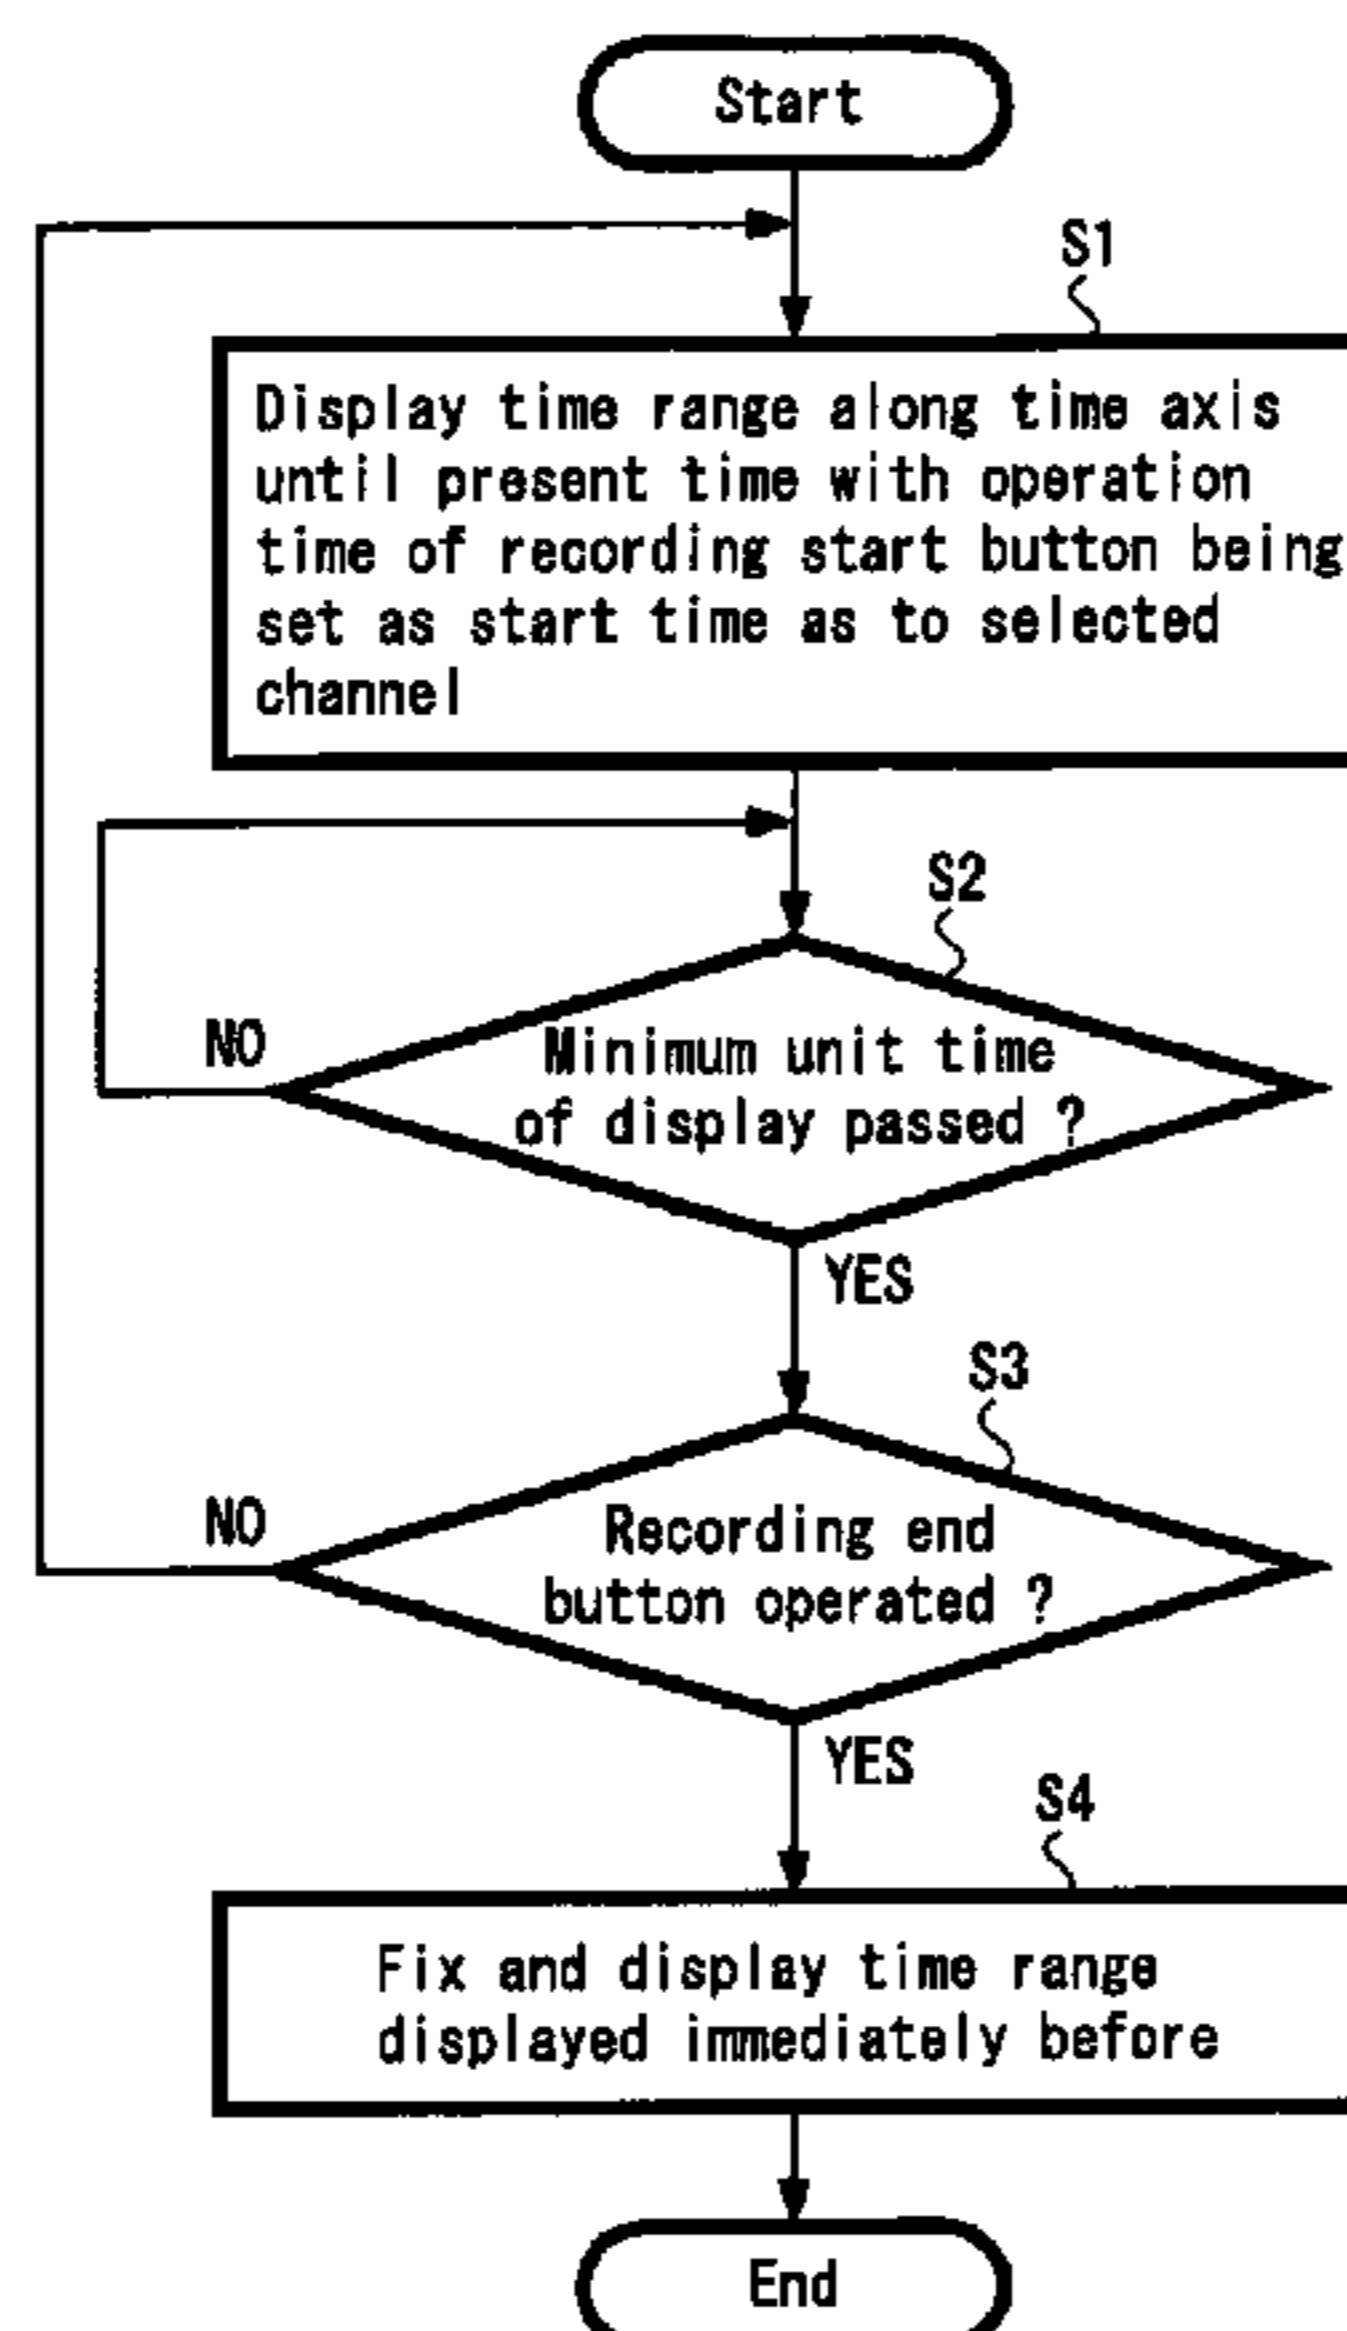 Start
S1
Display time range along time axis
until present time with operation
time of recording start button being
set as start time as to selected
channel
S2
NO
Minimum unit time
of display passed ?
YES
S3
NO
Recording end
button operated ?
YES
S4
Fix and display time range
displayed immediately before
End